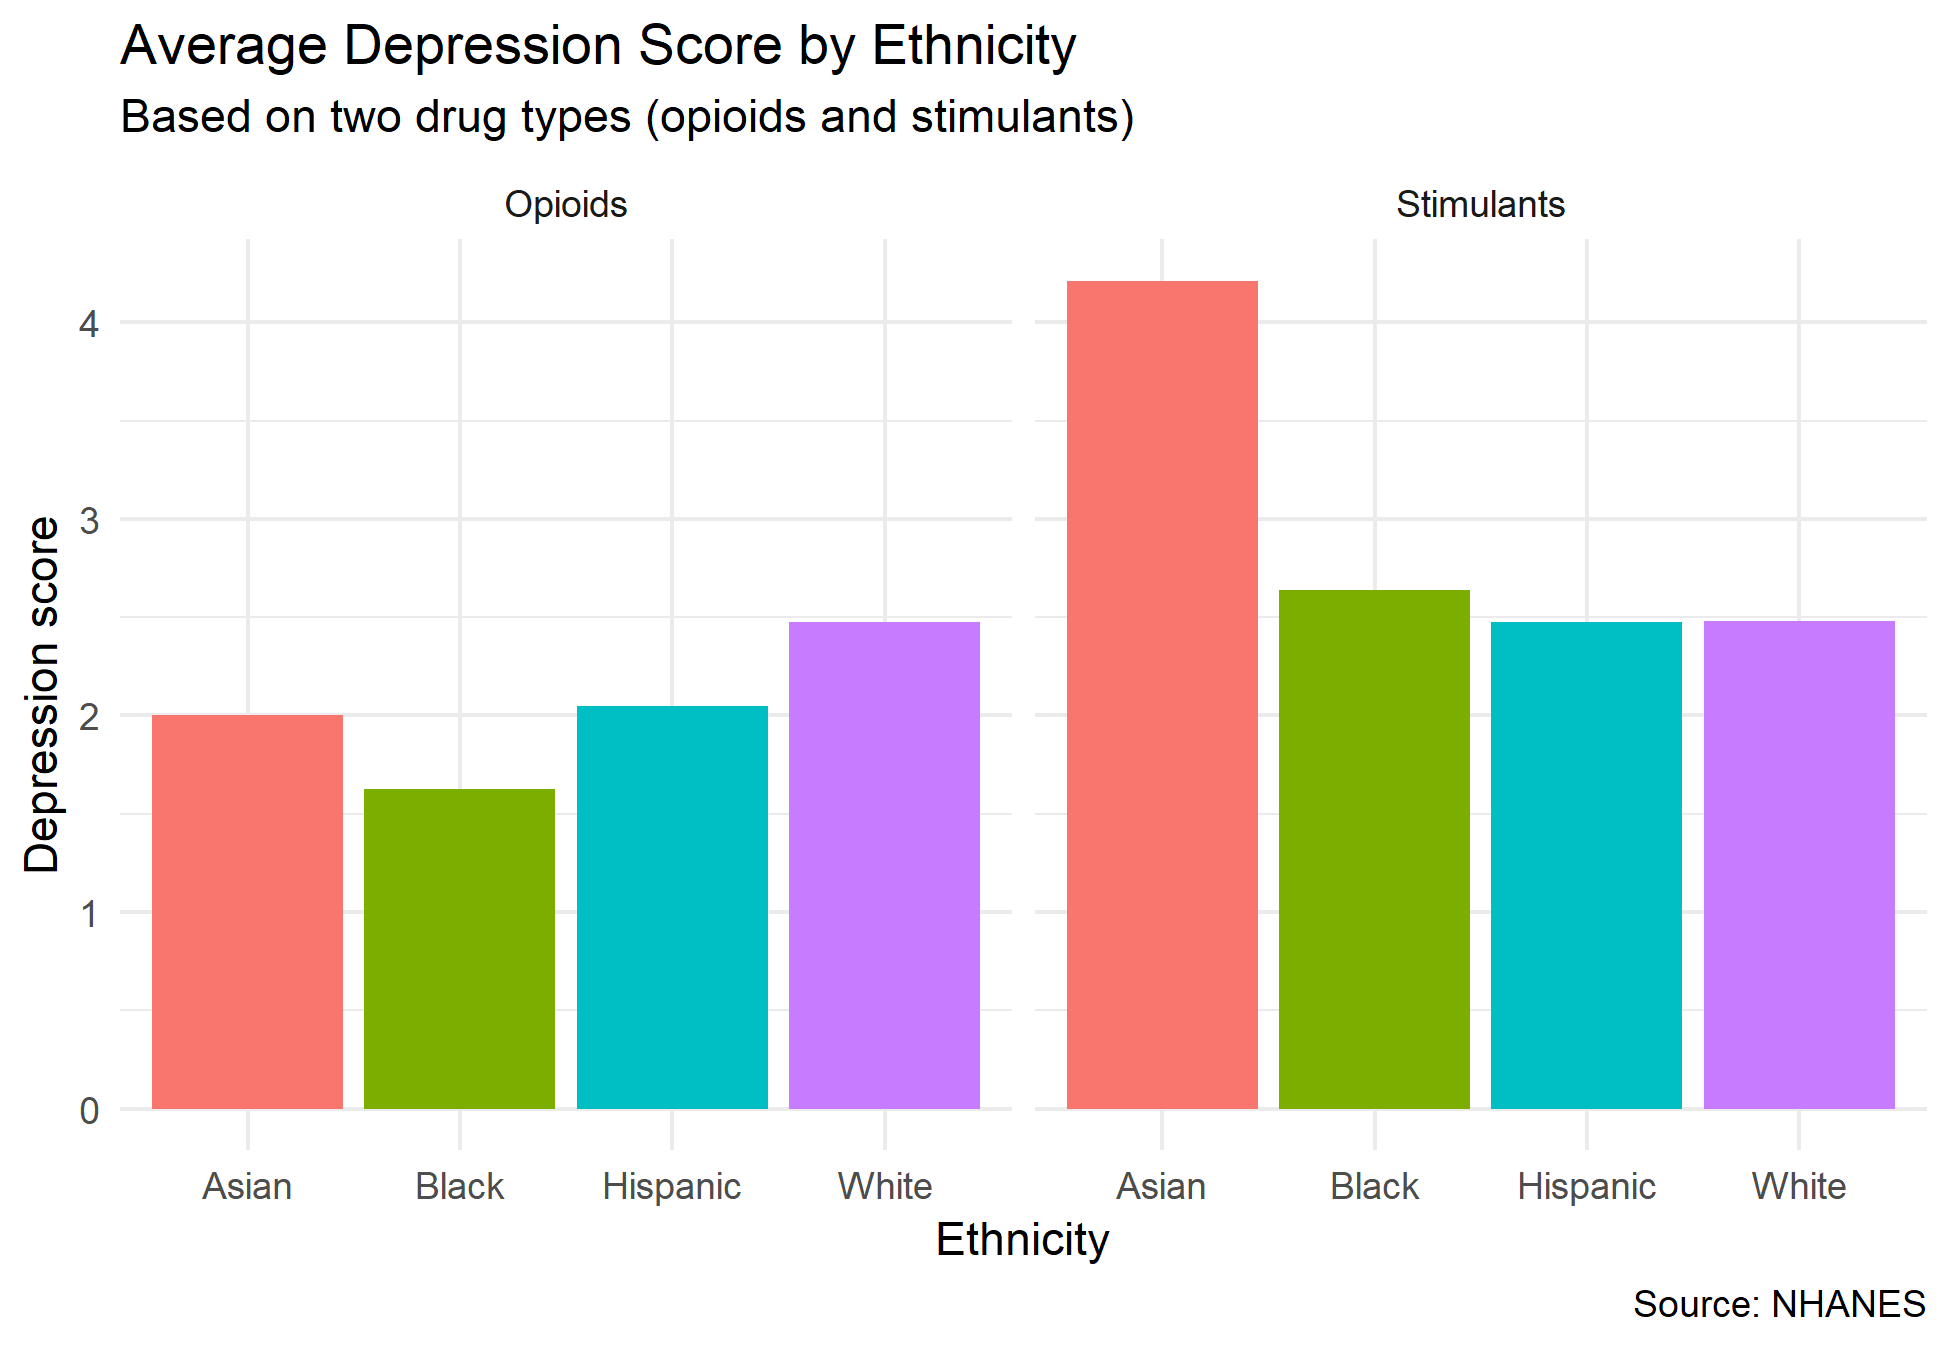 Average Depression Score by Ethnicity
Based on two drug types (opioids and stimulants)
Opioids
Stimulants
Depression score
4
3
2
1
0
Asian Black Hispanic White
Asian Black Hispanic White
Ethnicity
Source: NHANES